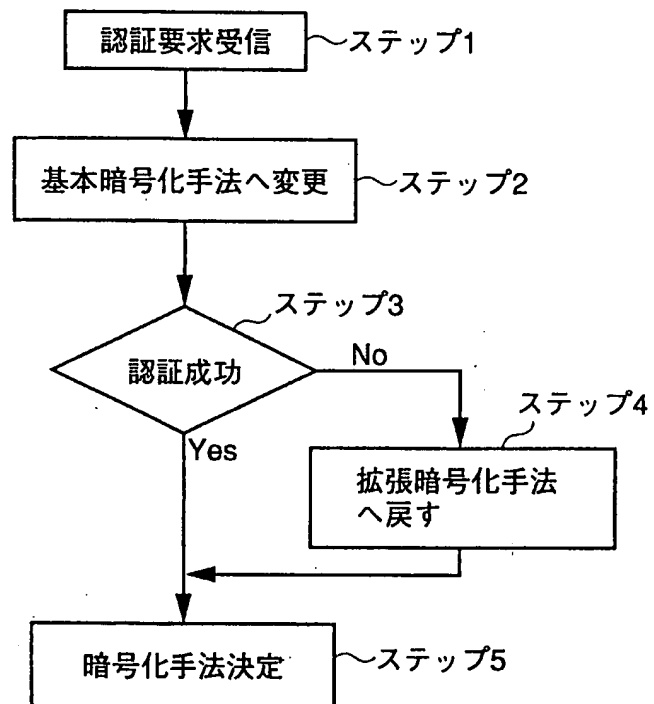 認証要求受信
ステップ1
基本暗号化手法へ変更
ステップ2
ステップ3
認証成功
No
ステップ4
Yes
拡張暗号化手法
へ戻す
暗号化手法決定
ステップ5